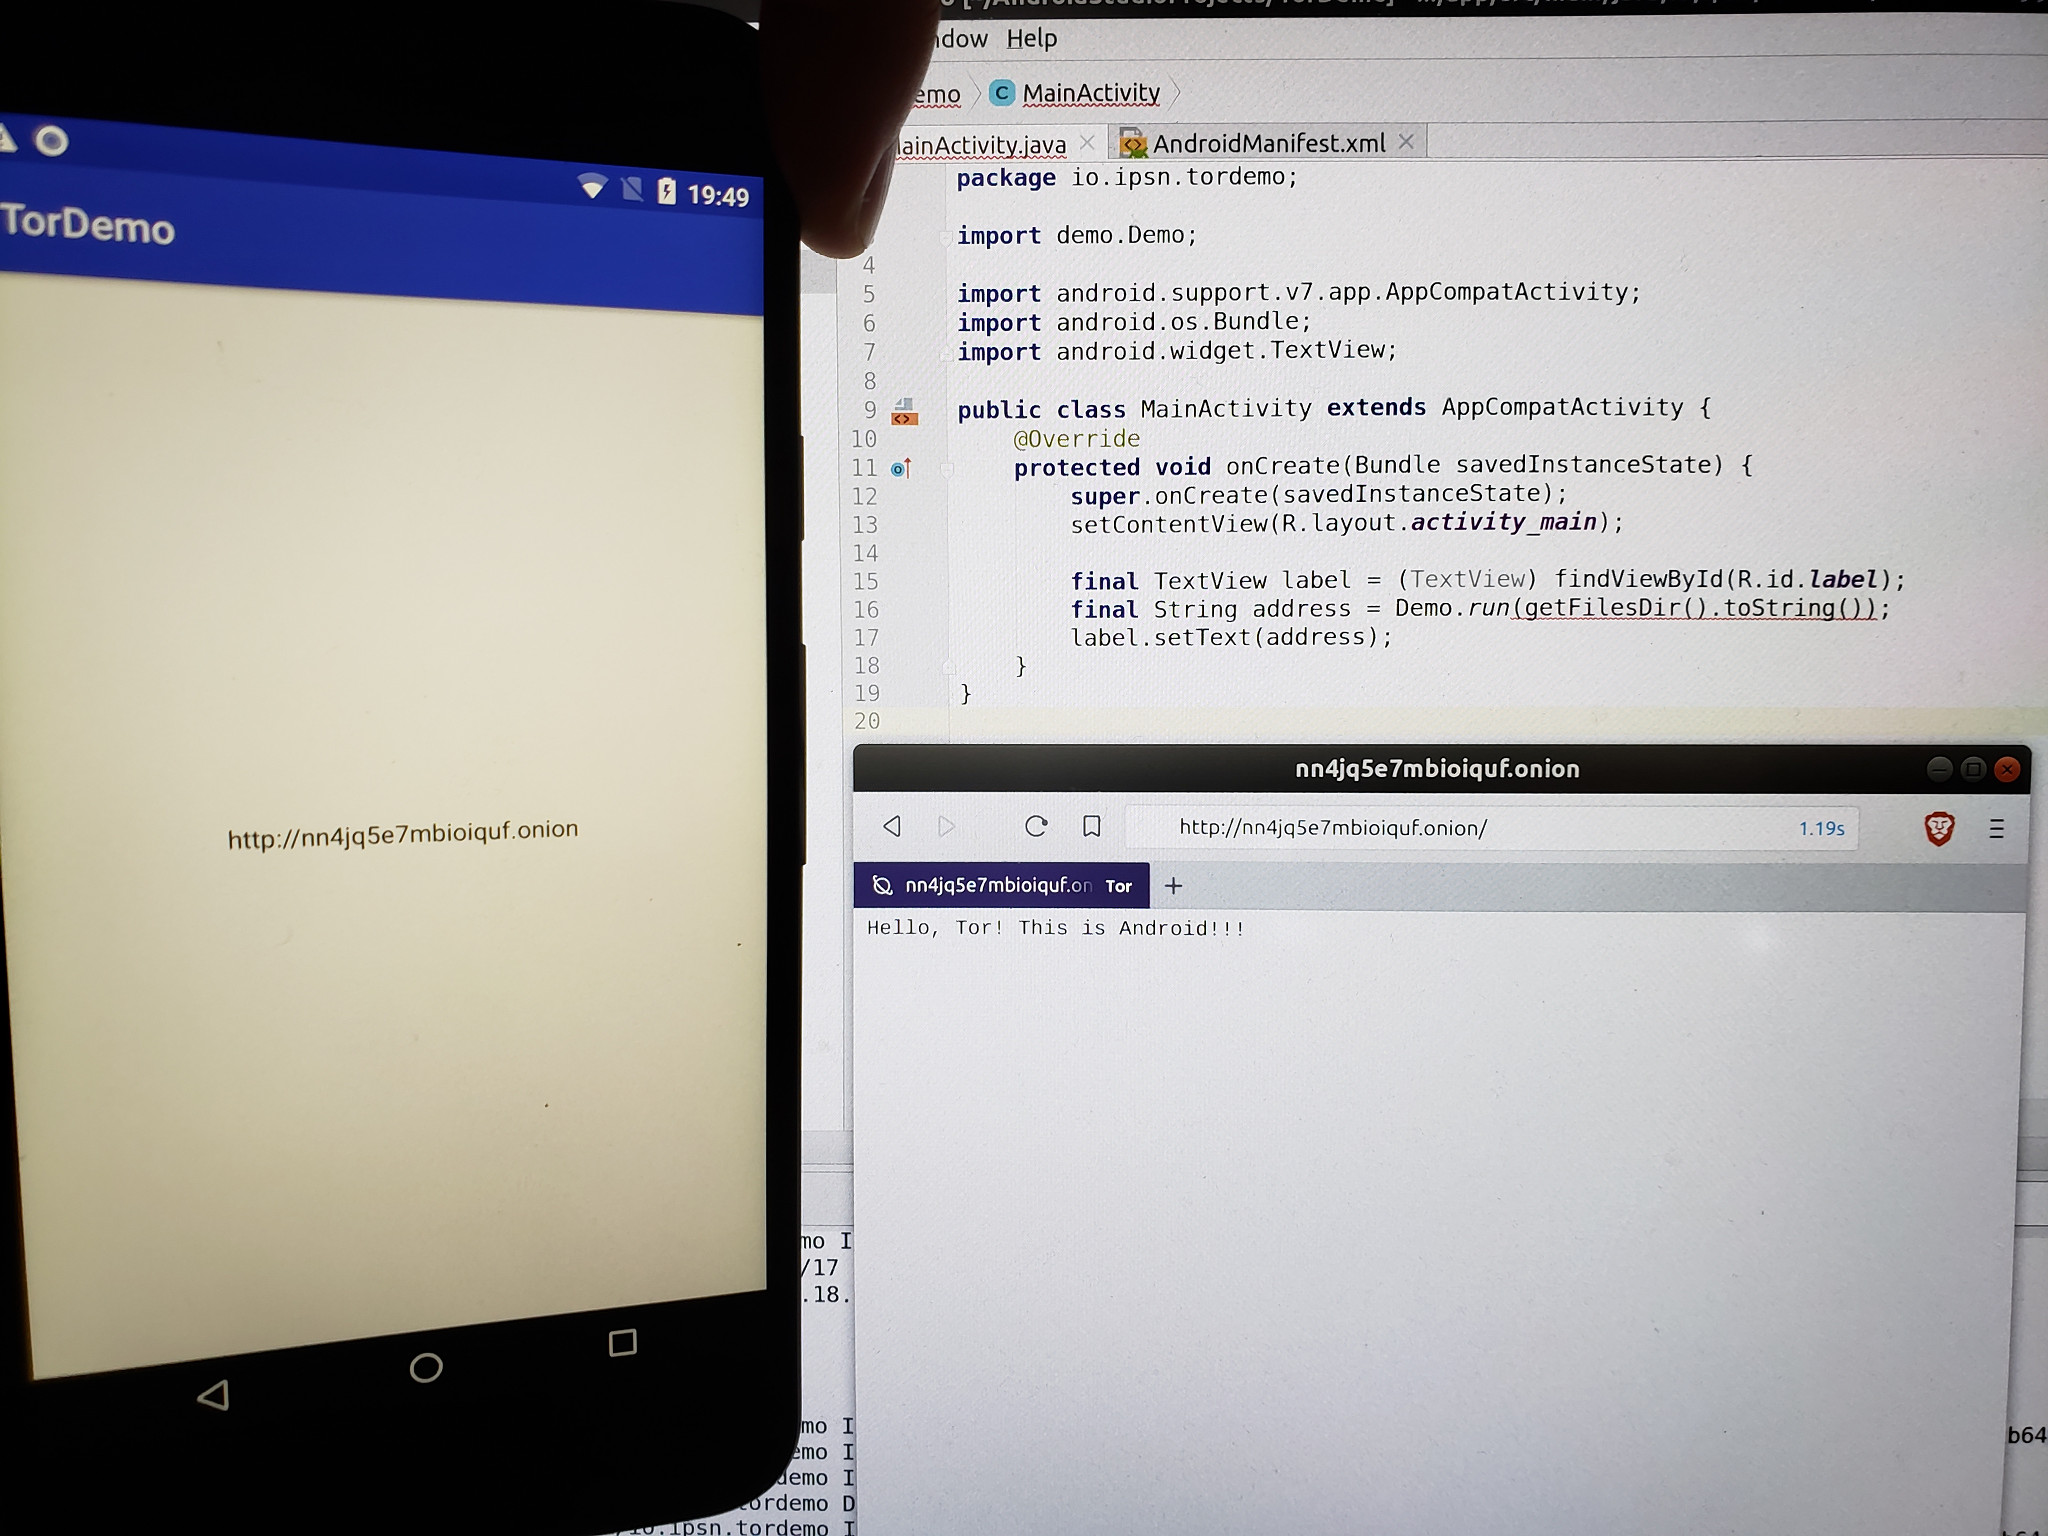 19:49
TorDemo
http://nn4jq5e7mbioiquf.onion
Help
MainActivity
AndroidManifest.xml
package io.ipsn.tordemo;
import demo.Demo;
4
5 import android.support.v7.app.AppCompatActivity;
6 import android.os.Bundle;
7 import android.widget.TextView;
8
9 public class MainActivity extends AppCompatActivity {
10 @Override
11 protected void onCreate(Bundle savedInstanceState) {
12 super.onCreate(savedInstanceState);
13 setContentView(R.layout.activity_main);
14
15 final TextView label = (TextView) findViewById(R.id.label);
16 final String address = Demo.run(getFilesDir().toString());
17 label.setText(address);
18 }
19 }
20
nn4jq5e7mbioiquf.onion
http://nn4jq5e7mbioiquf.onion/ 1.19s
nn4jq5e7mbioiquf.on Tor +
Hello, Tor! This is Android!!!
mo I
/17
.18.
mo I
emo I
demo I
tordemo D
io.ipsn.tordemo I
b64